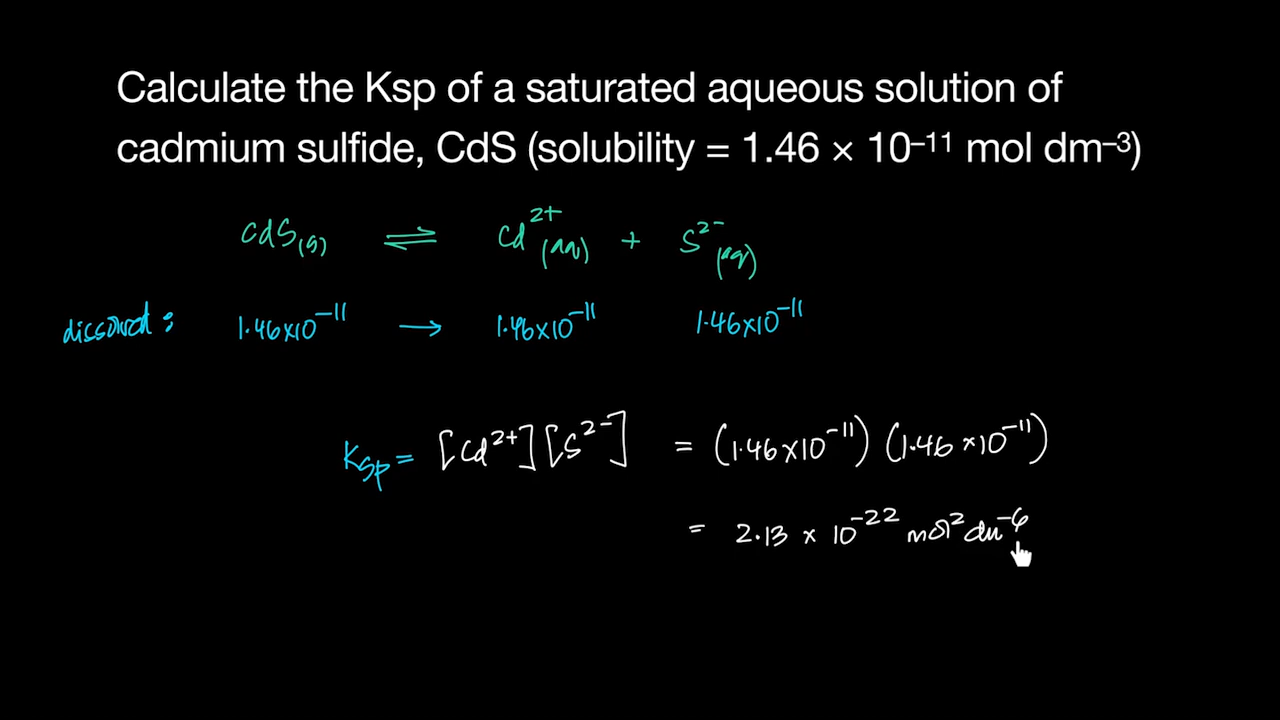 Calculate the Ksp of a saturated aqueous solution of
cadmium sulfide, CdS (solubility = 1.46 × 10⁻¹¹ mol dm⁻³)
CdS(s) ⇌ Cd²⁺(aq) + S²⁻(aq)
dissolved: 1.46×10⁻¹¹ → 1.46×10⁻¹¹ 1.46×10⁻¹¹
Ksp = [Cd²⁺][S²⁻] = (1.46×10⁻¹¹) (1.46×10⁻¹¹)
= 2.13 × 10⁻²² mol² dm⁻⁶